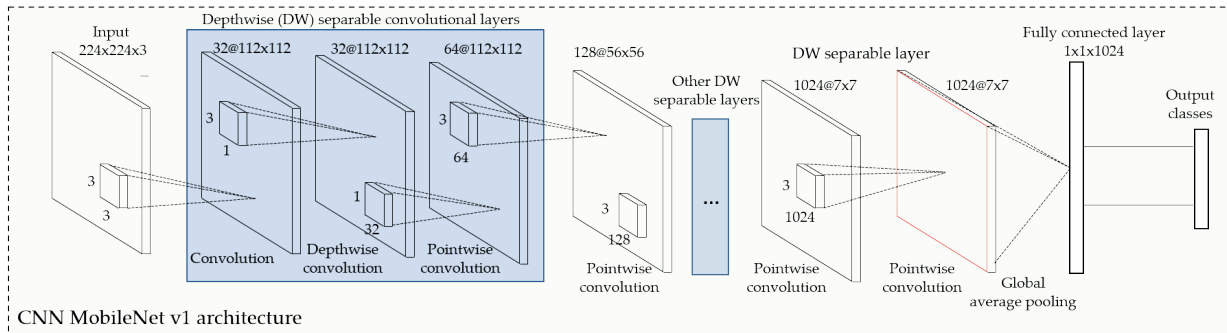 Depthwise (DW) separable convolutional layers
Input
224x224x3
32@112x112
32@112x112
64@112x112
128@56x56
Other DW
separable layers
DW separable layer
1024@7x7
1024@7x7
Fully connected layer
1x1x1024
Output
classes
3
3
3
1
1
32
3
64
3
128
...
3
1024
Convolution
Depthwise
convolution
Pointwise
convolution
Pointwise
convolution
Pointwise
convolution
Pointwise
convolution
Global
average pooling
CNN MobileNet v1 architecture